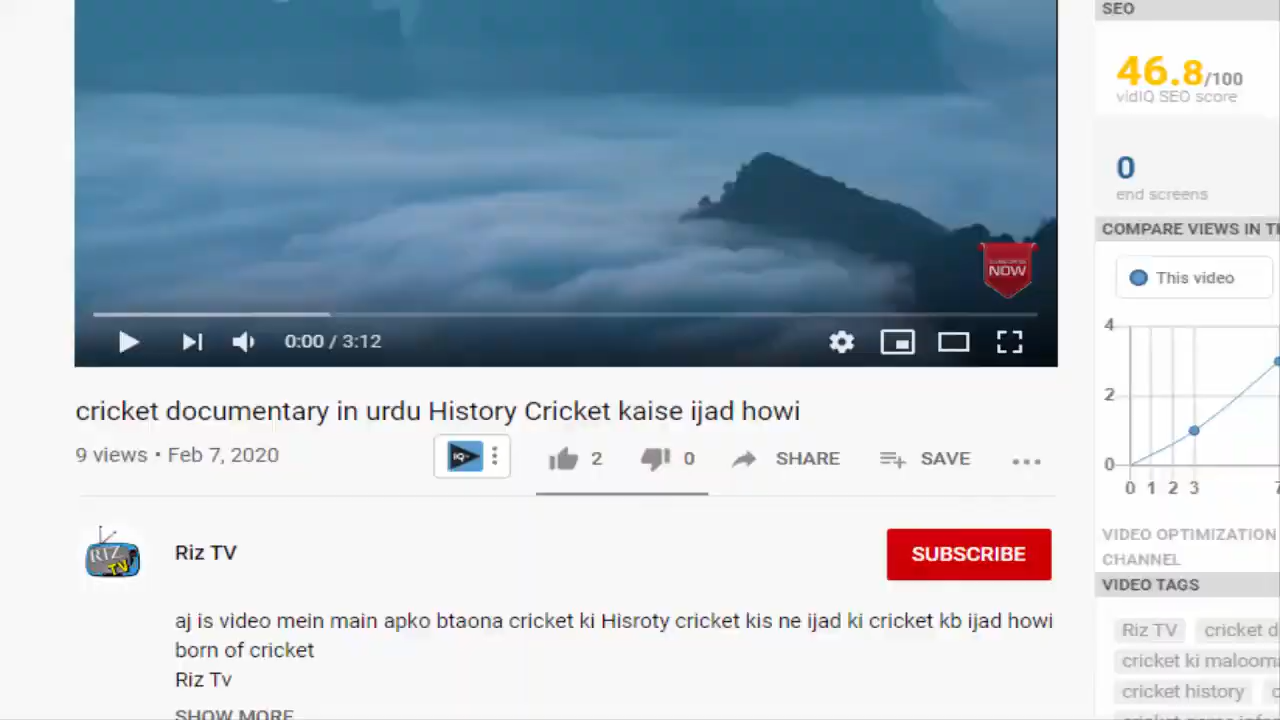 SEO
46.8/100
vidIQ SEO score
0
end screens
COMPARE VIEWS IN
This video
4
2
0
0 1 2 3
NOW
0:00 / 3:12
cricket documentary in urdu History Cricket kaise ijad howi
9 views • Feb 7, 2020
IQ
2
0
SHARE
SAVE
RIZ TV
Riz TV
SUBSCRIBE
aj is video mein main apko btaona cricket ki Hisroty cricket kis ne ijad ki cricket kb ijad howi
born of cricket
Riz Tv
SHOW MORE
VIDEO OPTIMIZATION
CHANNEL
VIDEO TAGS
Riz TV
cricket d
cricket ki maloom
cricket history